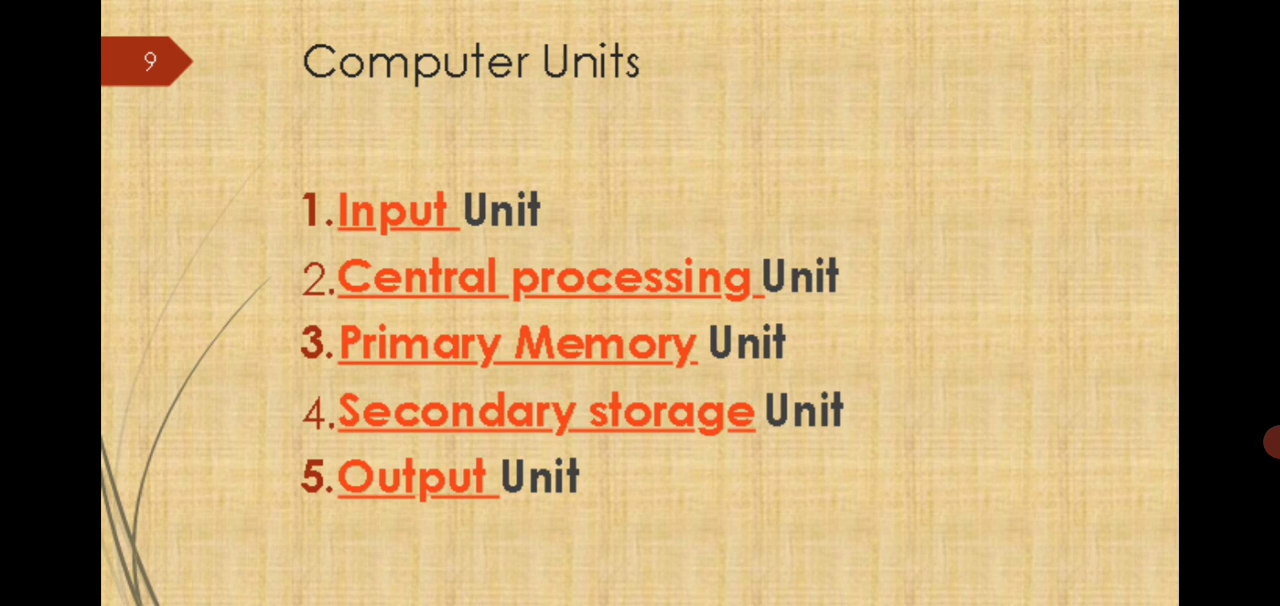 9
Computer Units
1.Input Unit
2.Central processing Unit
3.Primary Memory Unit
4.Secondary storage Unit
5.Output Unit